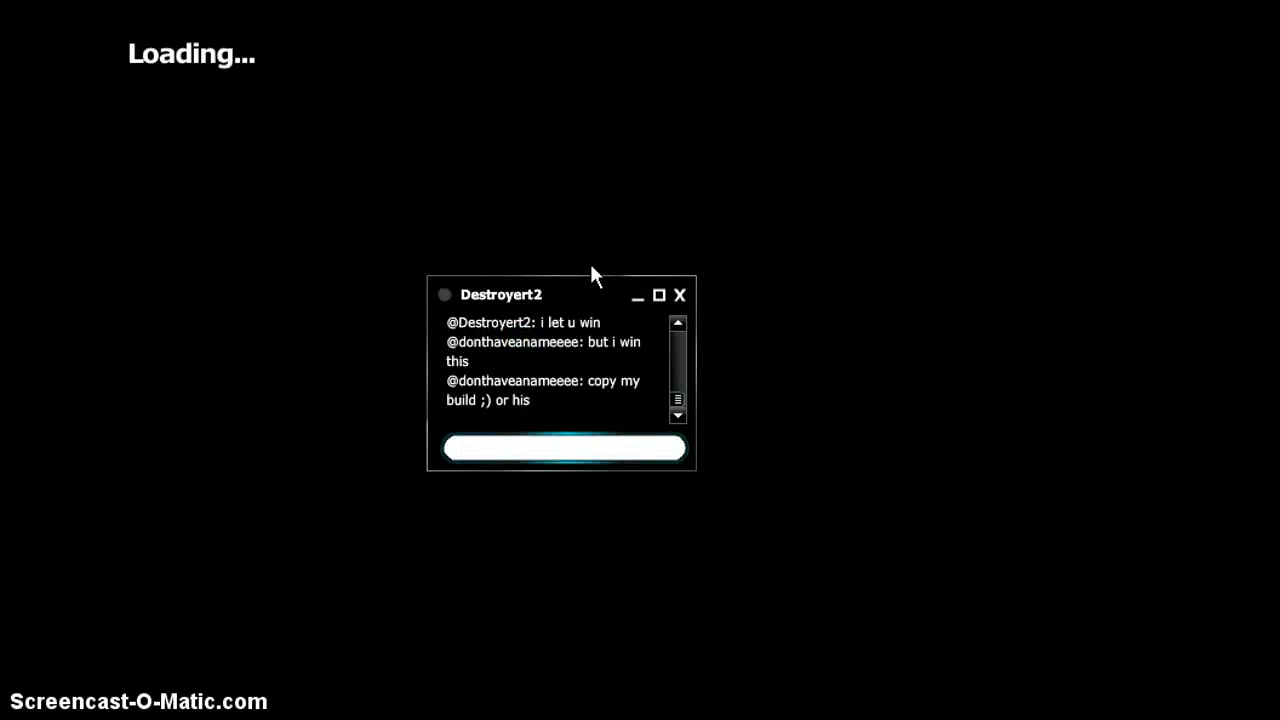 Loading...
Destroyert2
@Destroyert2: i let u win
@donthaveanameeee: but i win
this
@donthaveanameeee: copy my
build ;) or his
Screencast-O-Matic.com